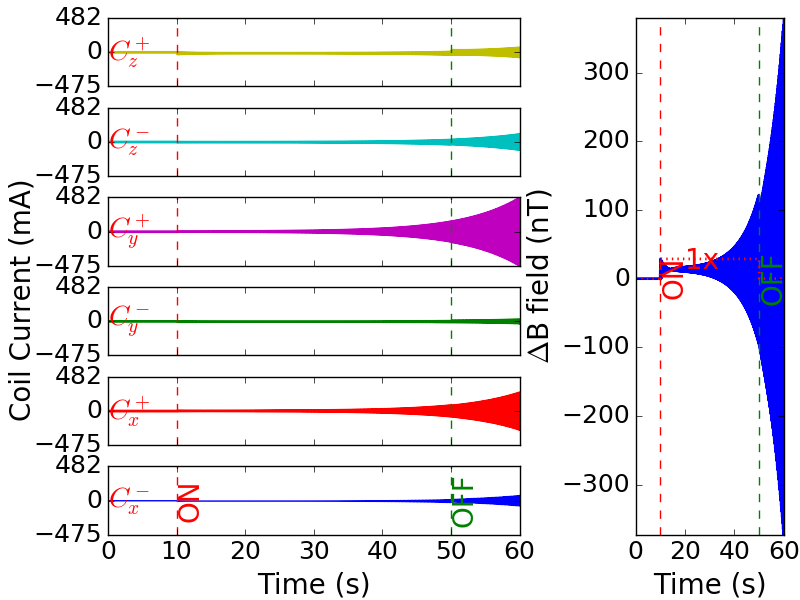 Coil Current (mA)
482
0
−475
C_z^+
482
0
−475
C_z^-
482
0
−475
C_y^+
482
0
−475
C_y^-
482
0
−475
C_x^+
482
0
−475
C_x^-
ON
OFF
0 10 20 30 40 50 60
Time (s)
ΔB field (nT)
300
200
100
0
−100
−200
−300
ON
1x
OFF
0 20 40 60
Time (s)